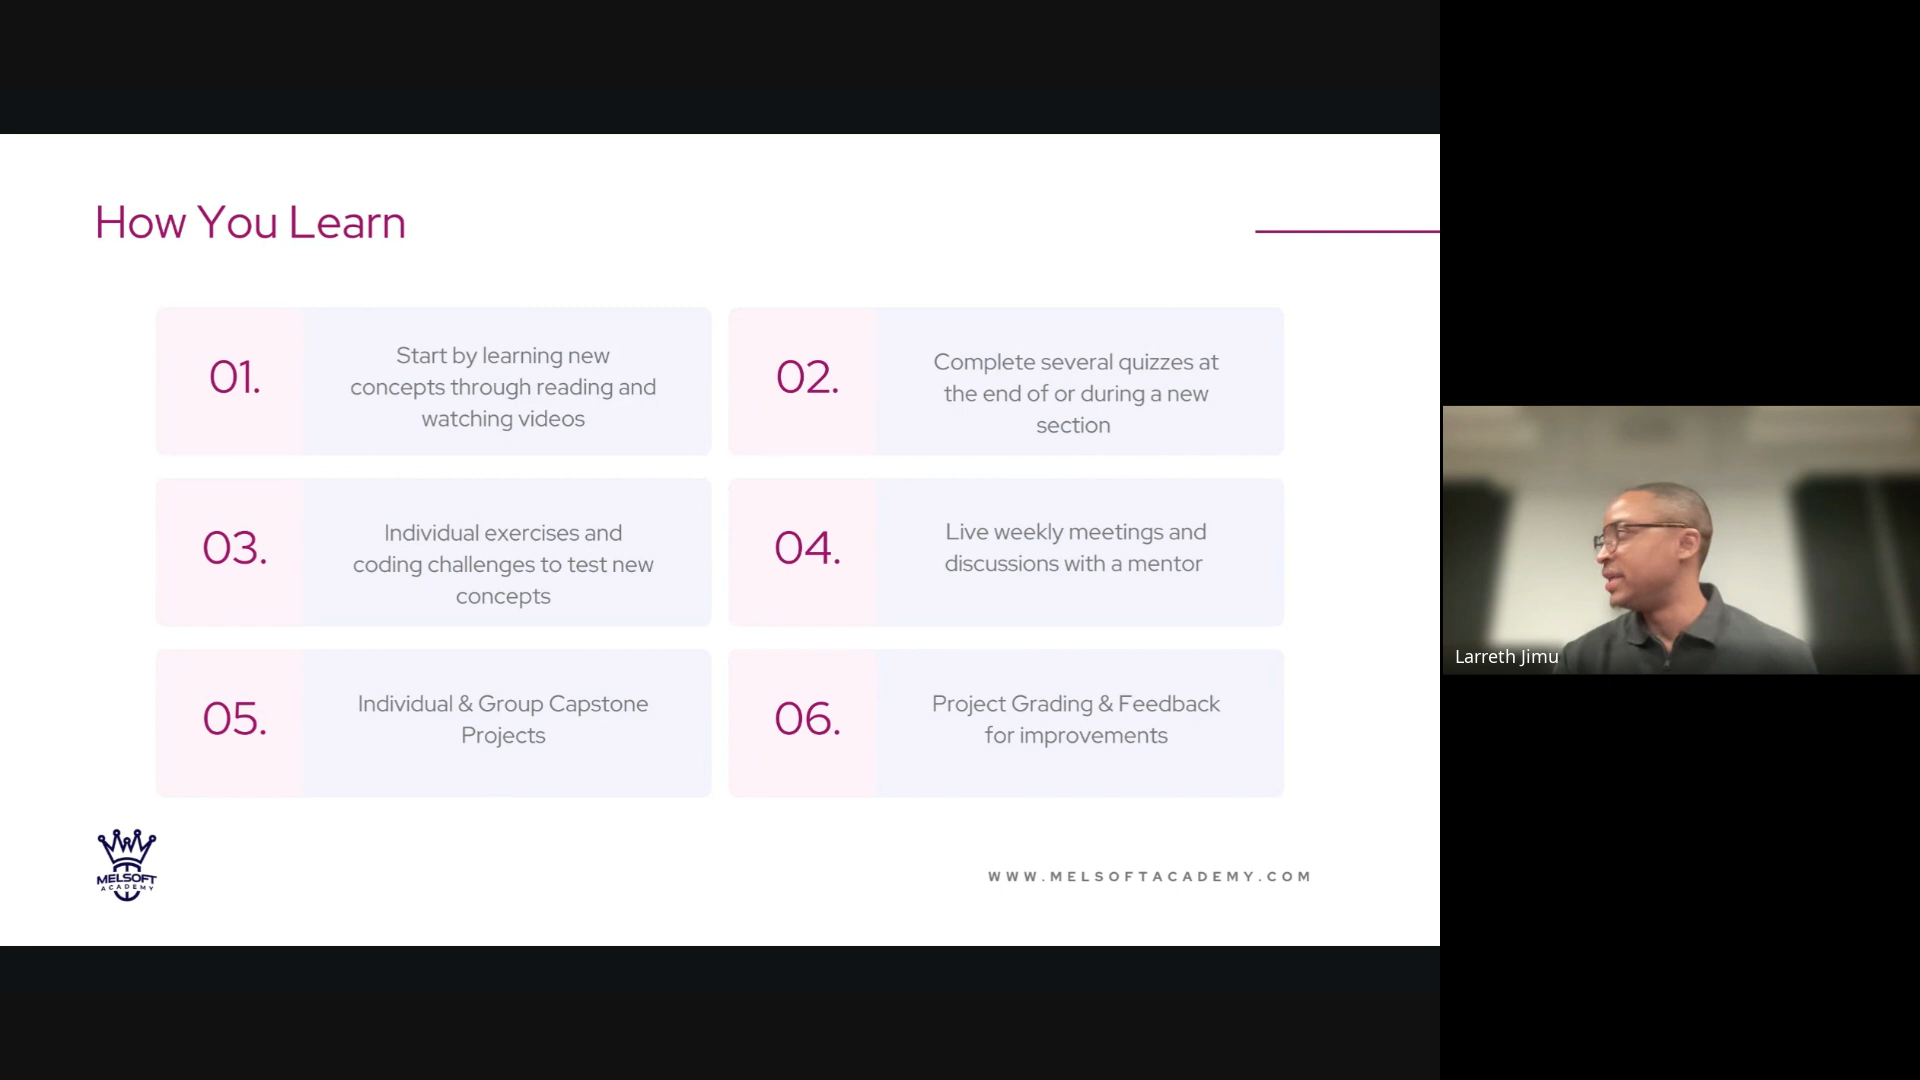 How You Learn
01.
Start by learning new
concepts through reading and
watching videos
02.
Complete several quizzes at
the end of or during a new
section
03.
Individual exercises and
coding challenges to test new
concepts
04.
Live weekly meetings and
discussions with a mentor
05.
Individual & Group Capstone
Projects
06.
Project Grading & Feedback
for improvements
MELSOFT
ACADEMY
WWW.MELSOFTACADEMY.COM
Larreth Jimu